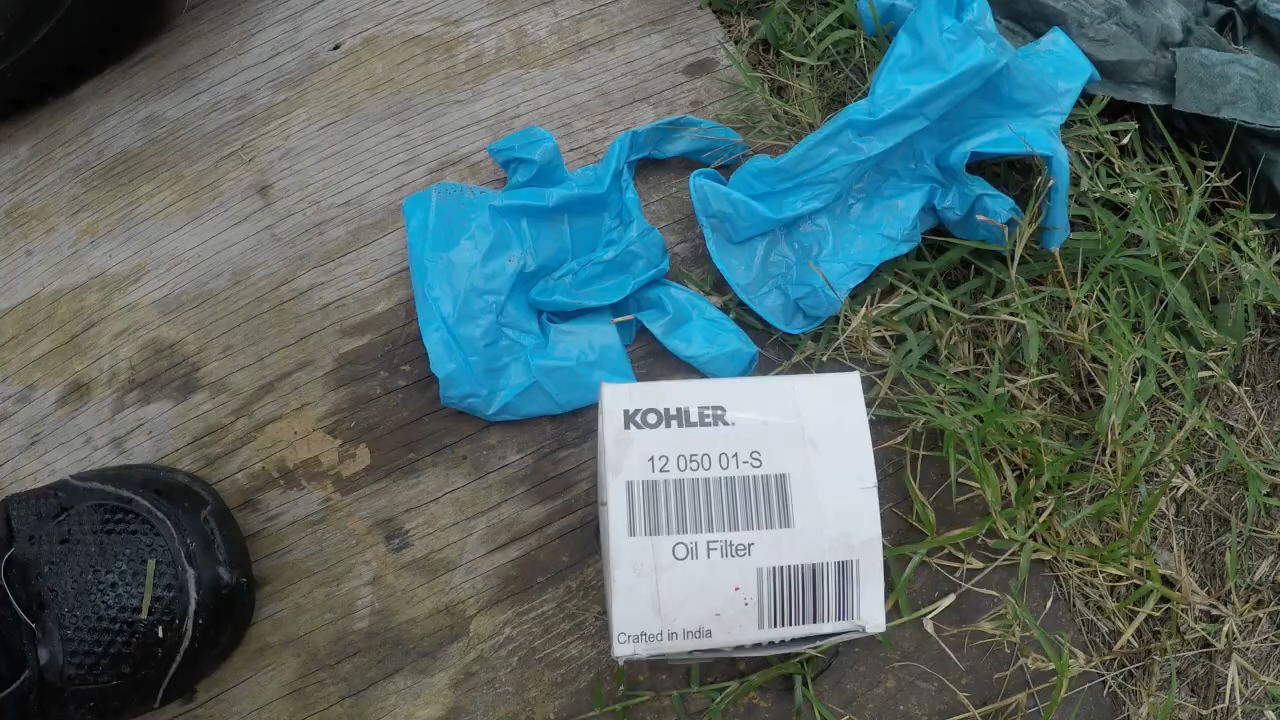 KOHLER.
12 050 01-S
Oil Filter
Crafted in India